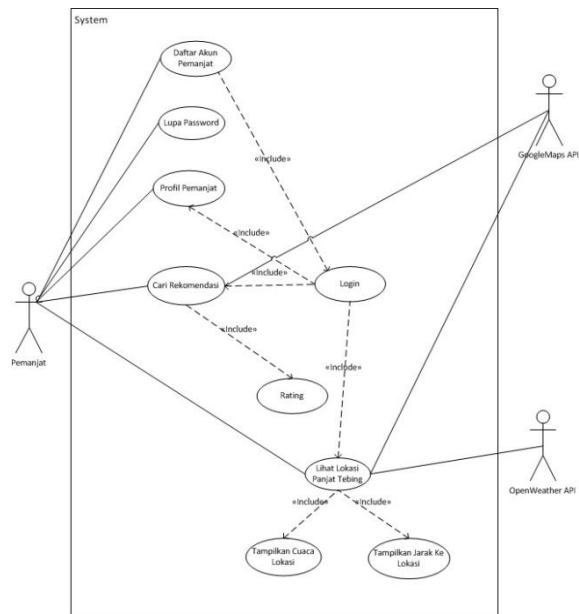 System
Daftar Akun
Pemanjat
Lupa Password
GoogleMaps API
«Include»
Profil Pemanjat
«Include»
Cari Rekomendasi
«Include»
Login
Pemanjat
«Include»
«Include»
Rating
Lihat Lokasi
Panjat Tebing
OpenWeather API
«Include»
«Include»
Tampilkan Cuaca
Lokasi
Tampilkan Jarak Ke
Lokasi